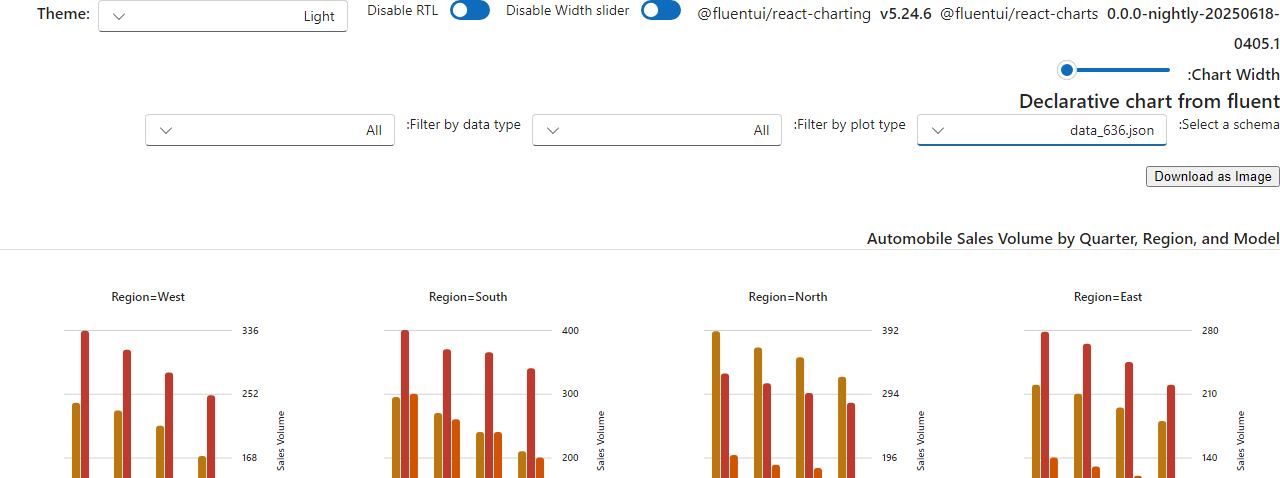 Theme: Light Disable RTL Disable Width slider @fluentui/react-charting v5.24.6 @fluentui/react-charts 0.0.0-nightly-20250618-
0405.1
:Chart Width
Declarative chart from fluent
:Select a schema data_636.json :Filter by plot type All :Filter by data type All
Download as Image
Automobile Sales Volume by Quarter, Region, and Model
Region=West Region=South Region=North Region=East
336 400 392 280
252 300 294 210
Sales Volume Sales Volume Sales Volume Sales Volume
168 200 196 140